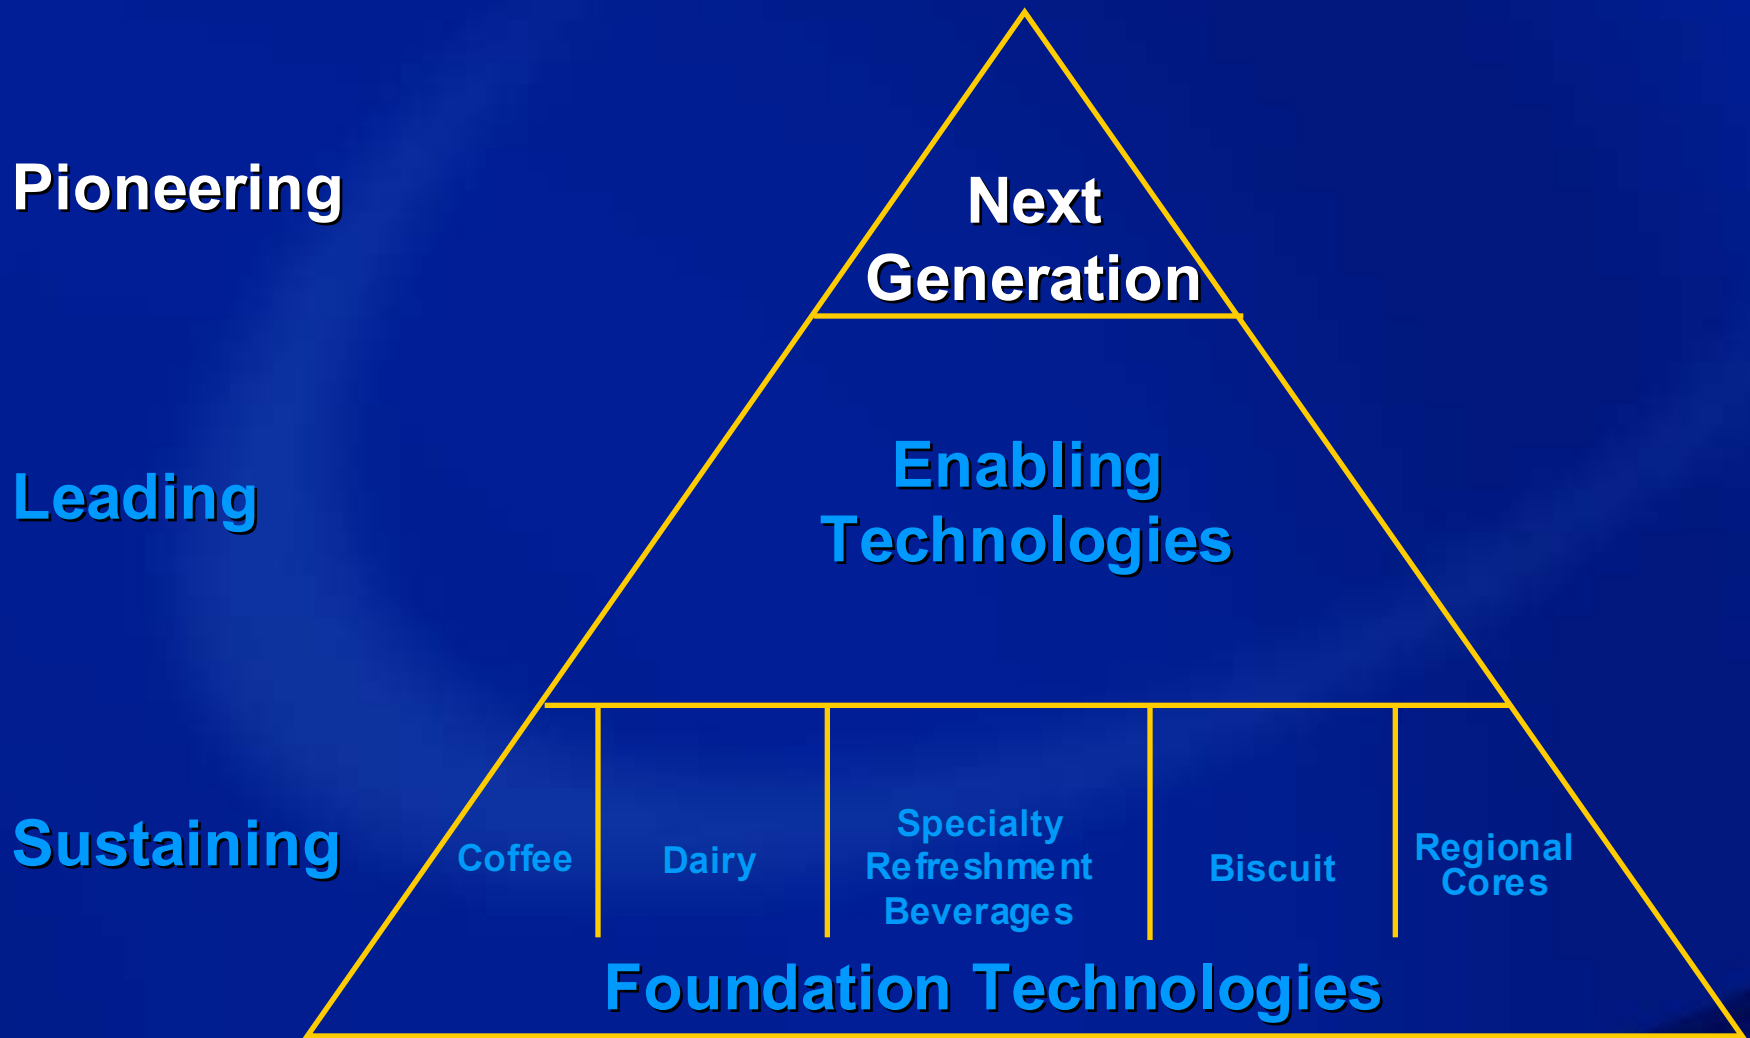 Pioneering
Next
Generation
Leading
Enabling
Technologies
Sustaining
Coffee
Dairy
Specialty
Refreshment
Beverages
Biscuit
Regional
Cores
Foundation Technologies